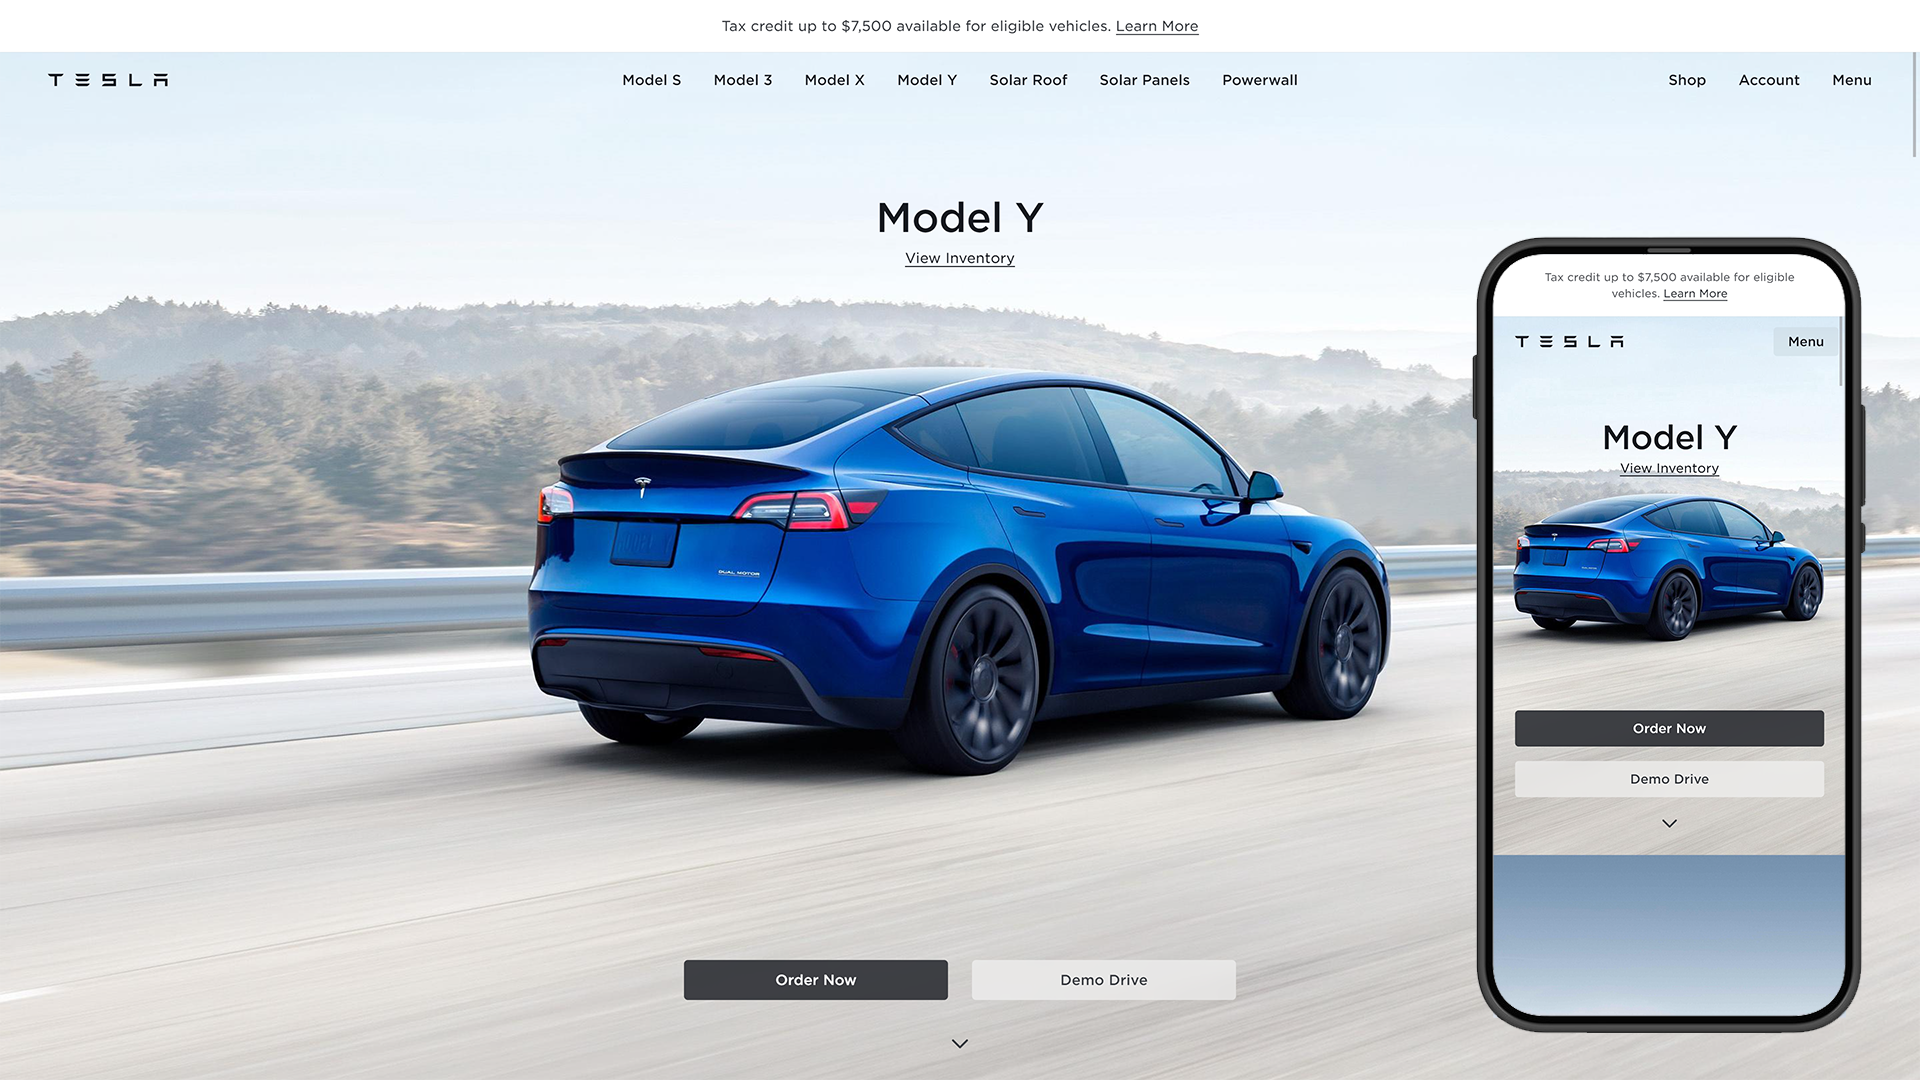 Tax credit up to $7,500 available for eligible vehicles. Learn More
TESLA
Model S
Model 3
Model X
Model Y
Solar Roof
Solar Panels
Powerwall
Shop
Account
Menu
Model Y
View Inventory
DUAL MOTOR
Order Now
Demo Drive
Tax credit up to $7,500 available for eligible
vehicles. Learn More
TESLA
Menu
Model Y
View Inventory
Order Now
Demo Drive